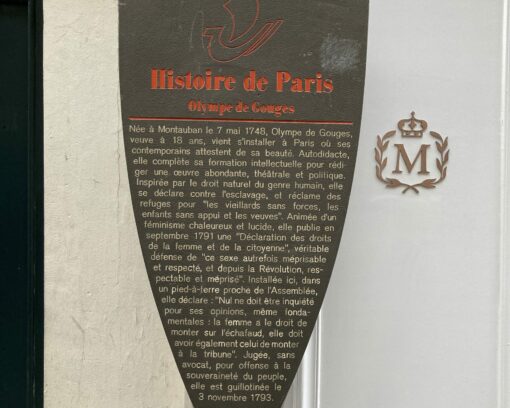 Histoire de Paris
Olympe de Gouges
Née à Montauban le 7 mai 1748, Olympe de Gouges,
veuve à 18 ans, vient s'installer à Paris où ses
contemporains attestent de sa beauté. Autodidacte,
elle complète sa formation intellectuelle pour rédi-
ger une œuvre abondante, théâtrale et politique.
Inspirée par le droit naturel du genre humain, elle
se déclare contre l'esclavage, et réclame des
refuges pour "les vieillards sans forces, les
enfants sans appui et les veuves". Animée d'un
féminisme chaleureux et lucide, elle publie en
septembre 1791 une "Déclaration des droits
de la femme et de la citoyenne", véritable
défense de "ce sexe autrefois méprisable
et respecté, et depuis la Révolution, res-
pectable et méprisé". Installée ici, dans
un pied-à-terre proche de l'Assemblée,
elle déclare : "Nul ne doit être inquiété
pour ses opinions, même fonda-
mentales : la femme a le droit de
monter sur l'échafaud, elle doit
avoir également celui de monter
à la tribune". Jugée, sans
avocat, pour offense à la
souveraineté du peuple,
elle est guillotinée le
3 novembre 1793.
M